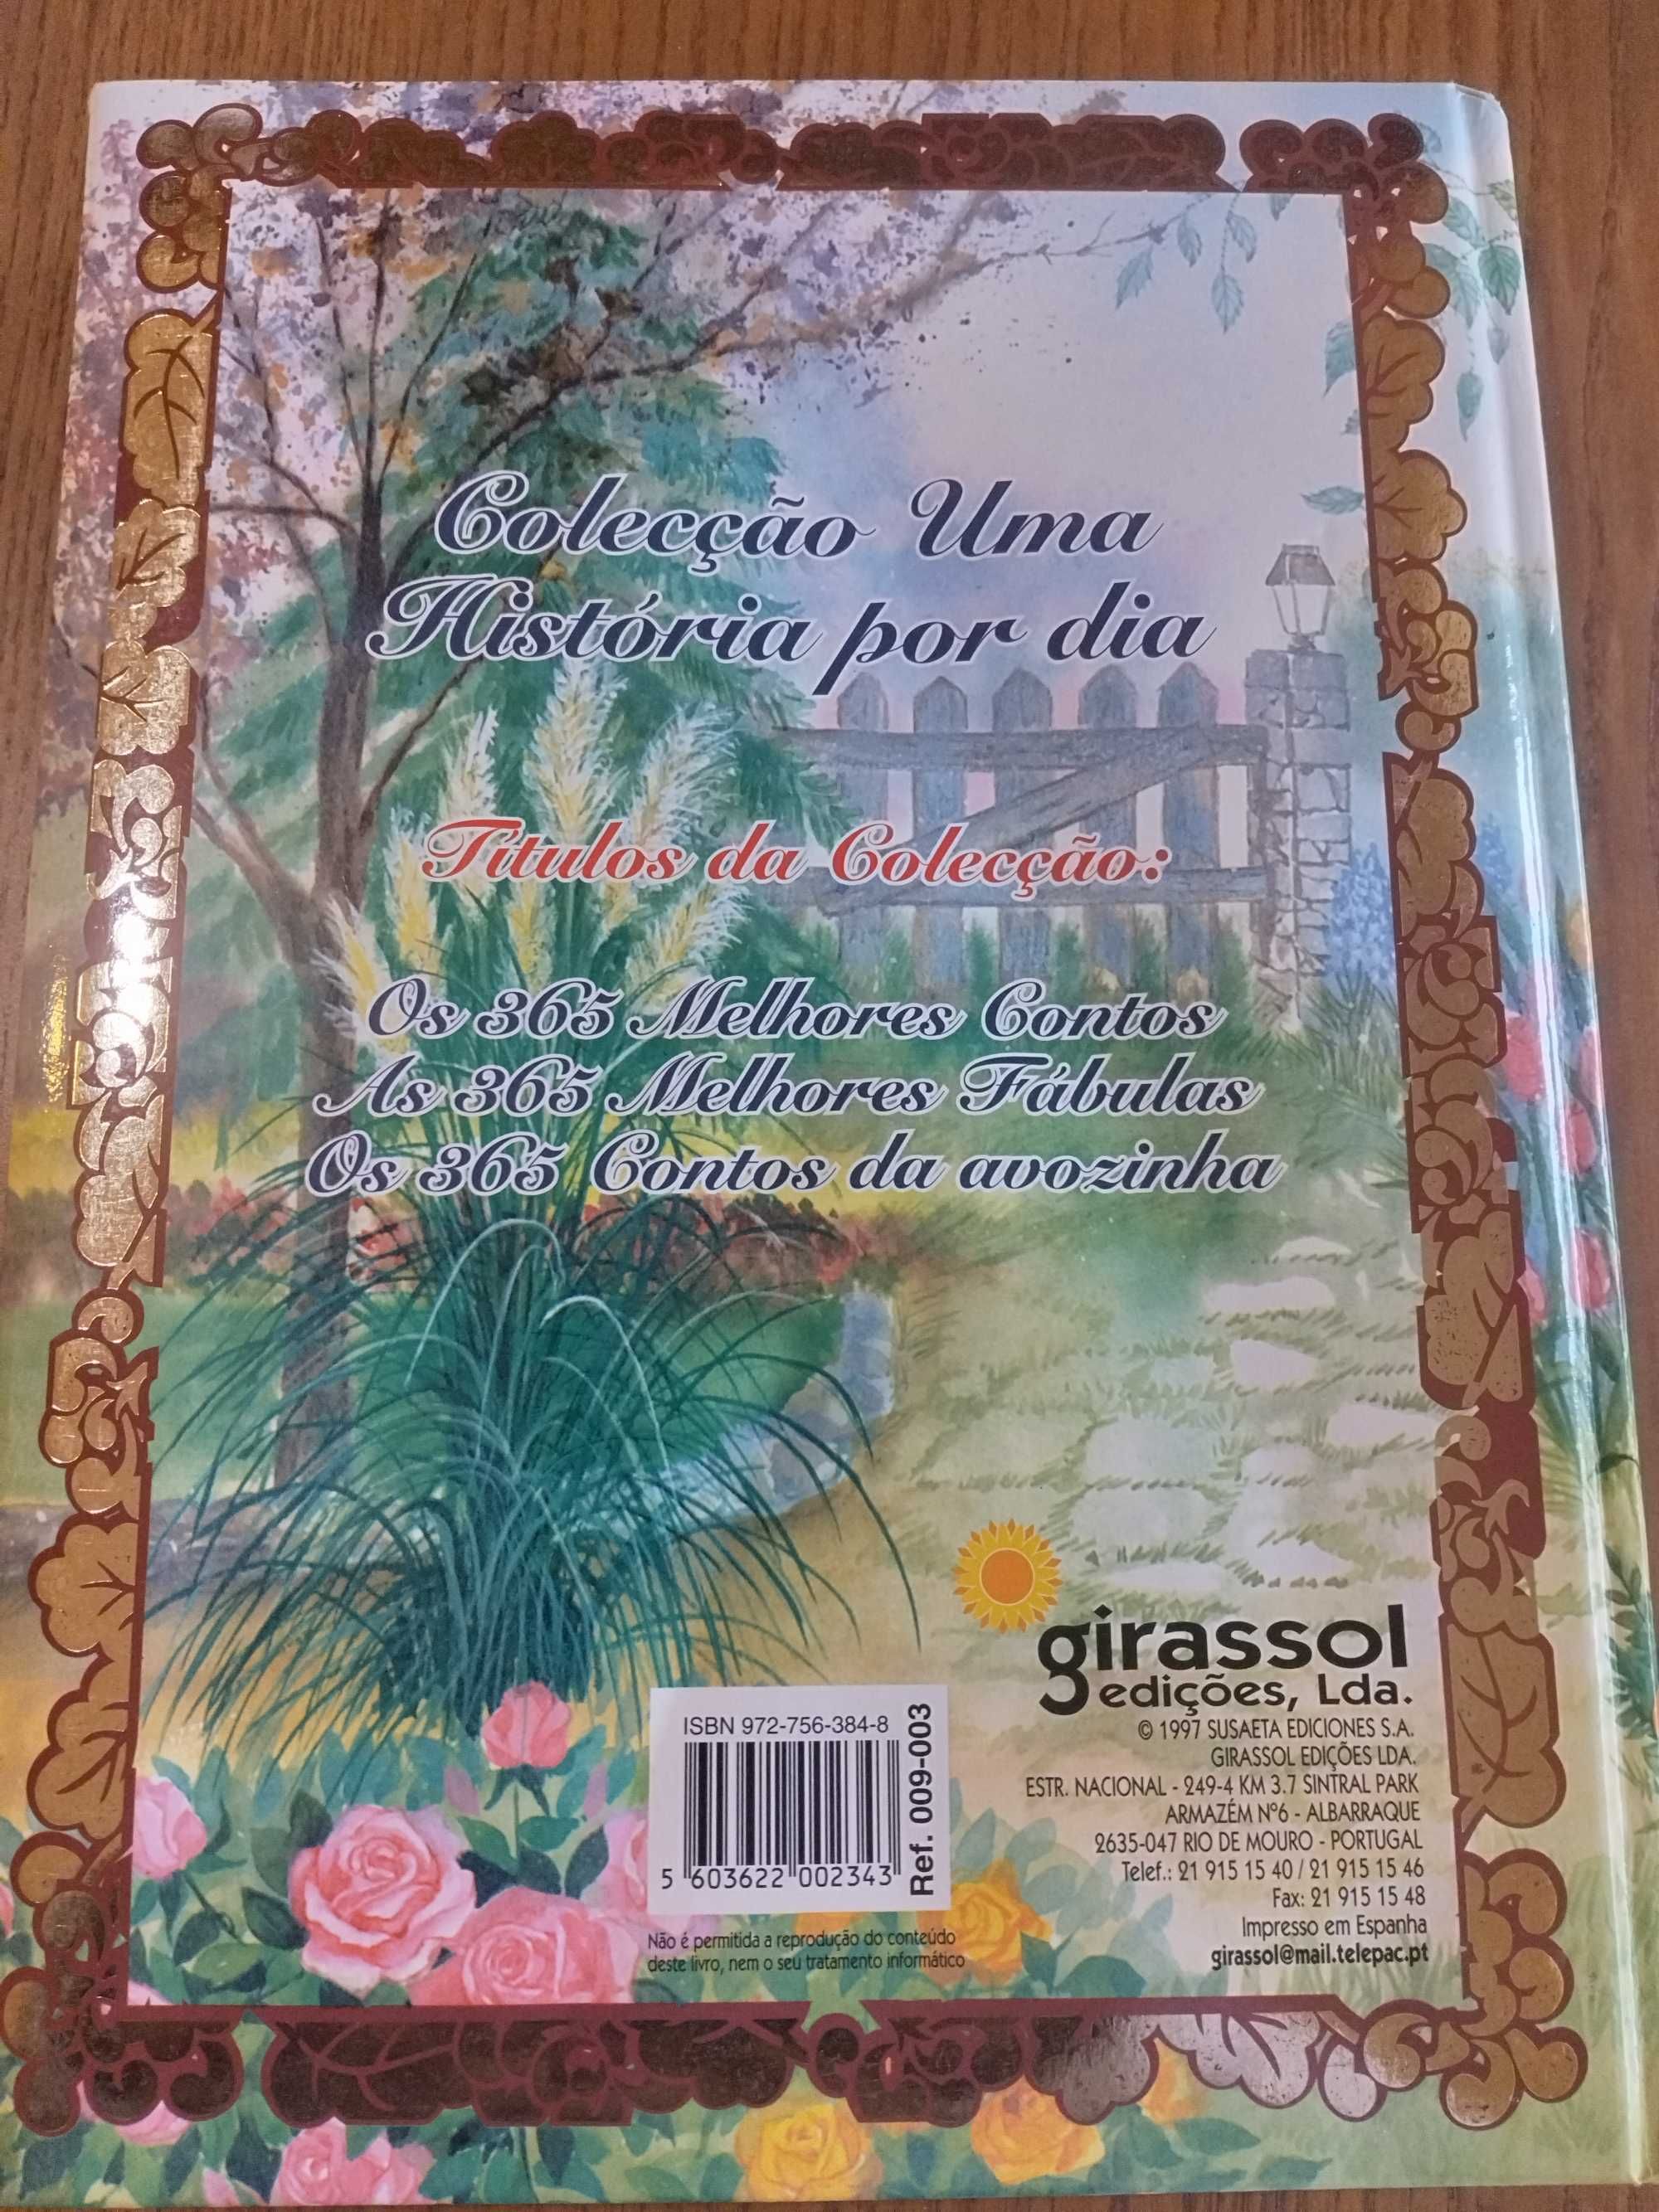 Colecção Uma
História por dia
Títulos da Colecção:
Os 365 Melhores Contos
As 365 Melhores Fábulas
Os 365 Contos da avozinha
girassol
edições, Lda.
© 1997 SUSAETA EDICIONES S.A.
GIRASSOL EDIÇÕES LDA.
ESTR. NACIONAL - 249-4 KM 3.7 SINTRAL PARK
ARMAZÉM Nº6 - ALBARRAQUE
2635-047 RIO DE MOURO - PORTUGAL
Telef.: 21 915 15 40 / 21 915 15 46
Fax: 21 915 15 48
Impresso em Espanha
girassol@mail.telepac.pt
ISBN 972-756-384-8
5 603622 002343
Ref. 009-003
Não é permitida a reprodução do conteúdo
deste livro, nem o seu tratamento informático